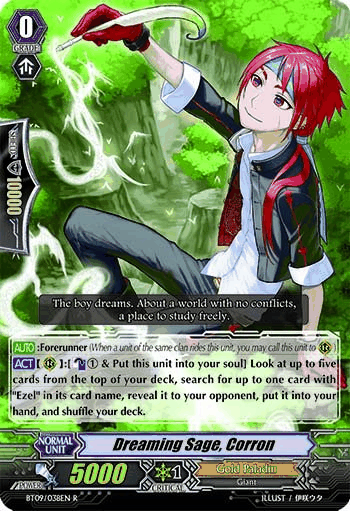 0
GRADE
10000
The boy dreams. About a world with no conflicts,
a place to study freely.
AUTO :Forerunner (When a unit of the same clan rides this unit, you may call this unit to
ACT [ ]:[ 1 & Put this unit into your soul] Look at up to five
cards from the top of your deck, search for up to one card with
"Ezel" in its card name, reveal it to your opponent, put it into your
hand, and shuffle your deck.
NORMAL
UNIT
Dreaming Sage, Corron
POWER
5000
1
CRITICAL
Gold Paladin
Giant
BT09/038EN R
ILLUST / 伊咲ウタ